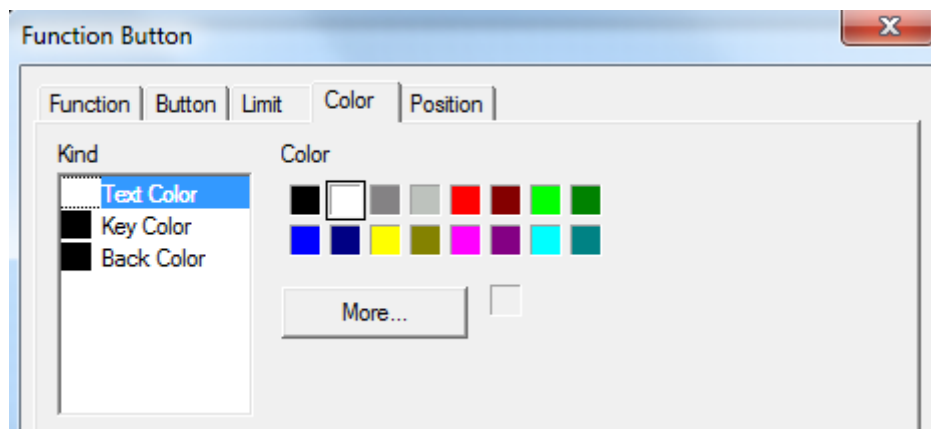 Function Button
X
Function Button Limit Color Position
Kind Color
Text Color
Key Color
Back Color
More...